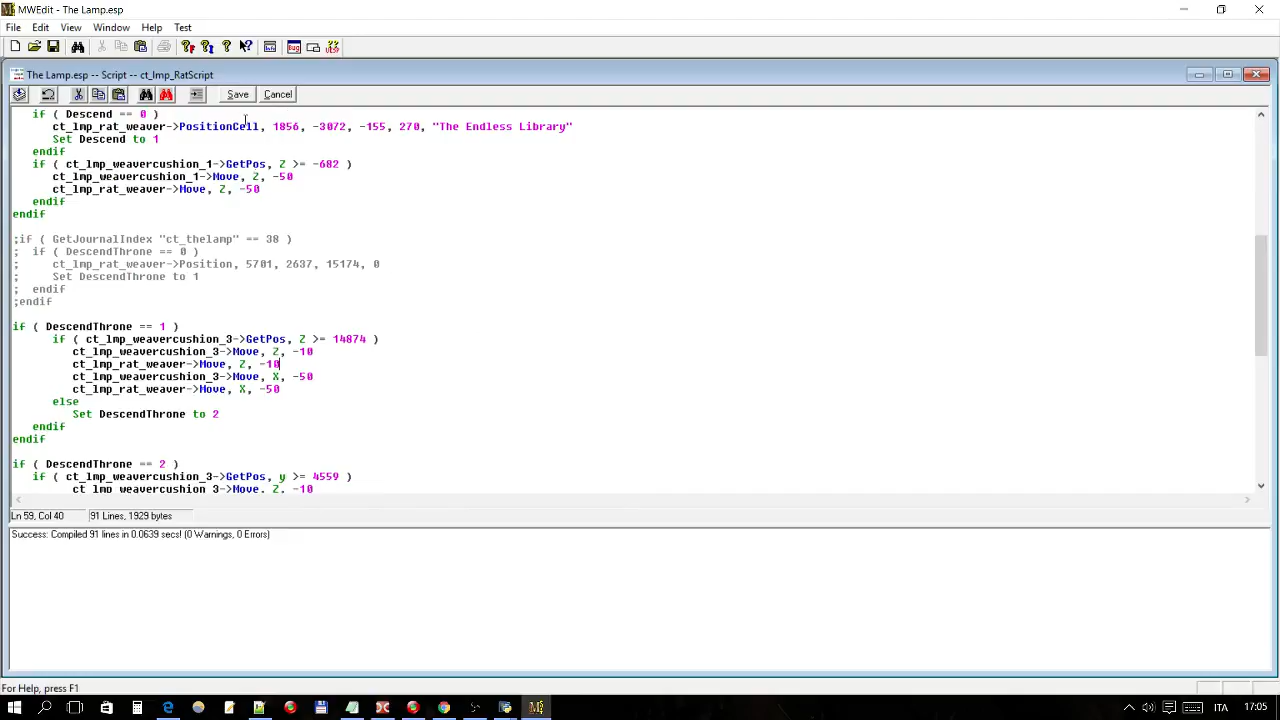 MWEdit - The Lamp.esp
File Edit View Window Help Test
The Lamp.esp -- Script -- ct_lmp_RatScript
Save Cancel
if ( Descend == 0 )
ct_lmp_rat_weaver->PositionCell, 1856, -3072, -155, 270, "The Endless Library"
Set Descend to 1
endif
if ( ct_lmp_weavercushion_1->GetPos, Z >= -682 )
ct_lmp_weavercushion_1->Move, Z, -50
ct_lmp_rat_weaver->Move, Z, -50
endif
endif
;if ( GetJournalIndex "ct_thelamp" == 38 )
; if ( DescendThrone == 0 )
; ct_lmp_rat_weaver->Position, 5701, 2637, 15174, 0
; Set DescendThrone to 1
; endif
;endif
if ( DescendThrone == 1 )
if ( ct_lmp_weavercushion_3->GetPos, Z >= 14874 )
ct_lmp_weavercushion_3->Move, Z, -10
ct_lmp_rat_weaver->Move, Z, -10
ct_lmp_weavercushion_3->Move, X, -50
ct_lmp_rat_weaver->Move, X, -50
else
Set DescendThrone to 2
endif
endif
if ( DescendThrone == 2 )
if ( ct_lmp_weavercushion_3->GetPos, y >= 4559 )
ct_lmp_weavercushion_3->Move, Z, -10
Ln 59, Col 40 91 Lines, 1929 bytes
Success: Compiled 91 lines in 0.0639 secs! (0 Warnings, 0 Errors)
For Help, press F1
ITA 17:05